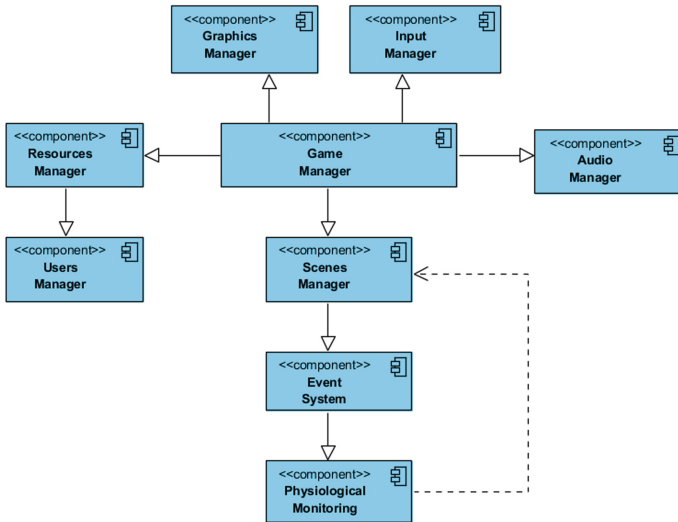 <<component>>
Graphics
Manager
<<component>>
Input
Manager
<<component>>
Resources
Manager
<<component>>
Game
Manager
<<component>>
Audio
Manager
<<component>>
Users
Manager
<<component>>
Scenes
Manager
<<component>>
Event
System
<<component>>
Physiological
Monitoring